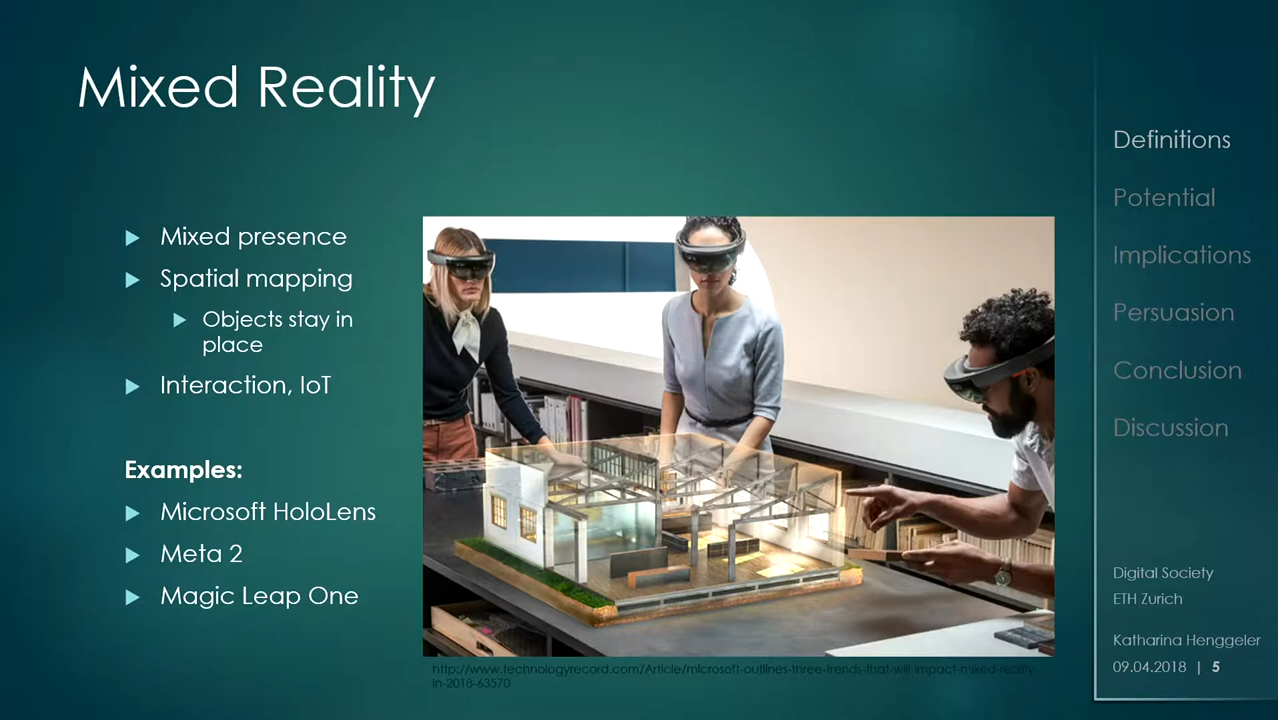 Mixed Reality
Mixed presence
Spatial mapping
Objects stay in
place
Interaction, IoT
Examples:
Microsoft HoloLens
Meta 2
Magic Leap One
http://www.technologyrecord.com/Article/microsoft-outlines-three-trends-that-will-impact-mixed-reality-
in-2018-63570
Definitions
Potential
Implications
Persuasion
Conclusion
Discussion
Digital Society
ETH Zurich
Katharina Henggeler
09.04.2018 | 5